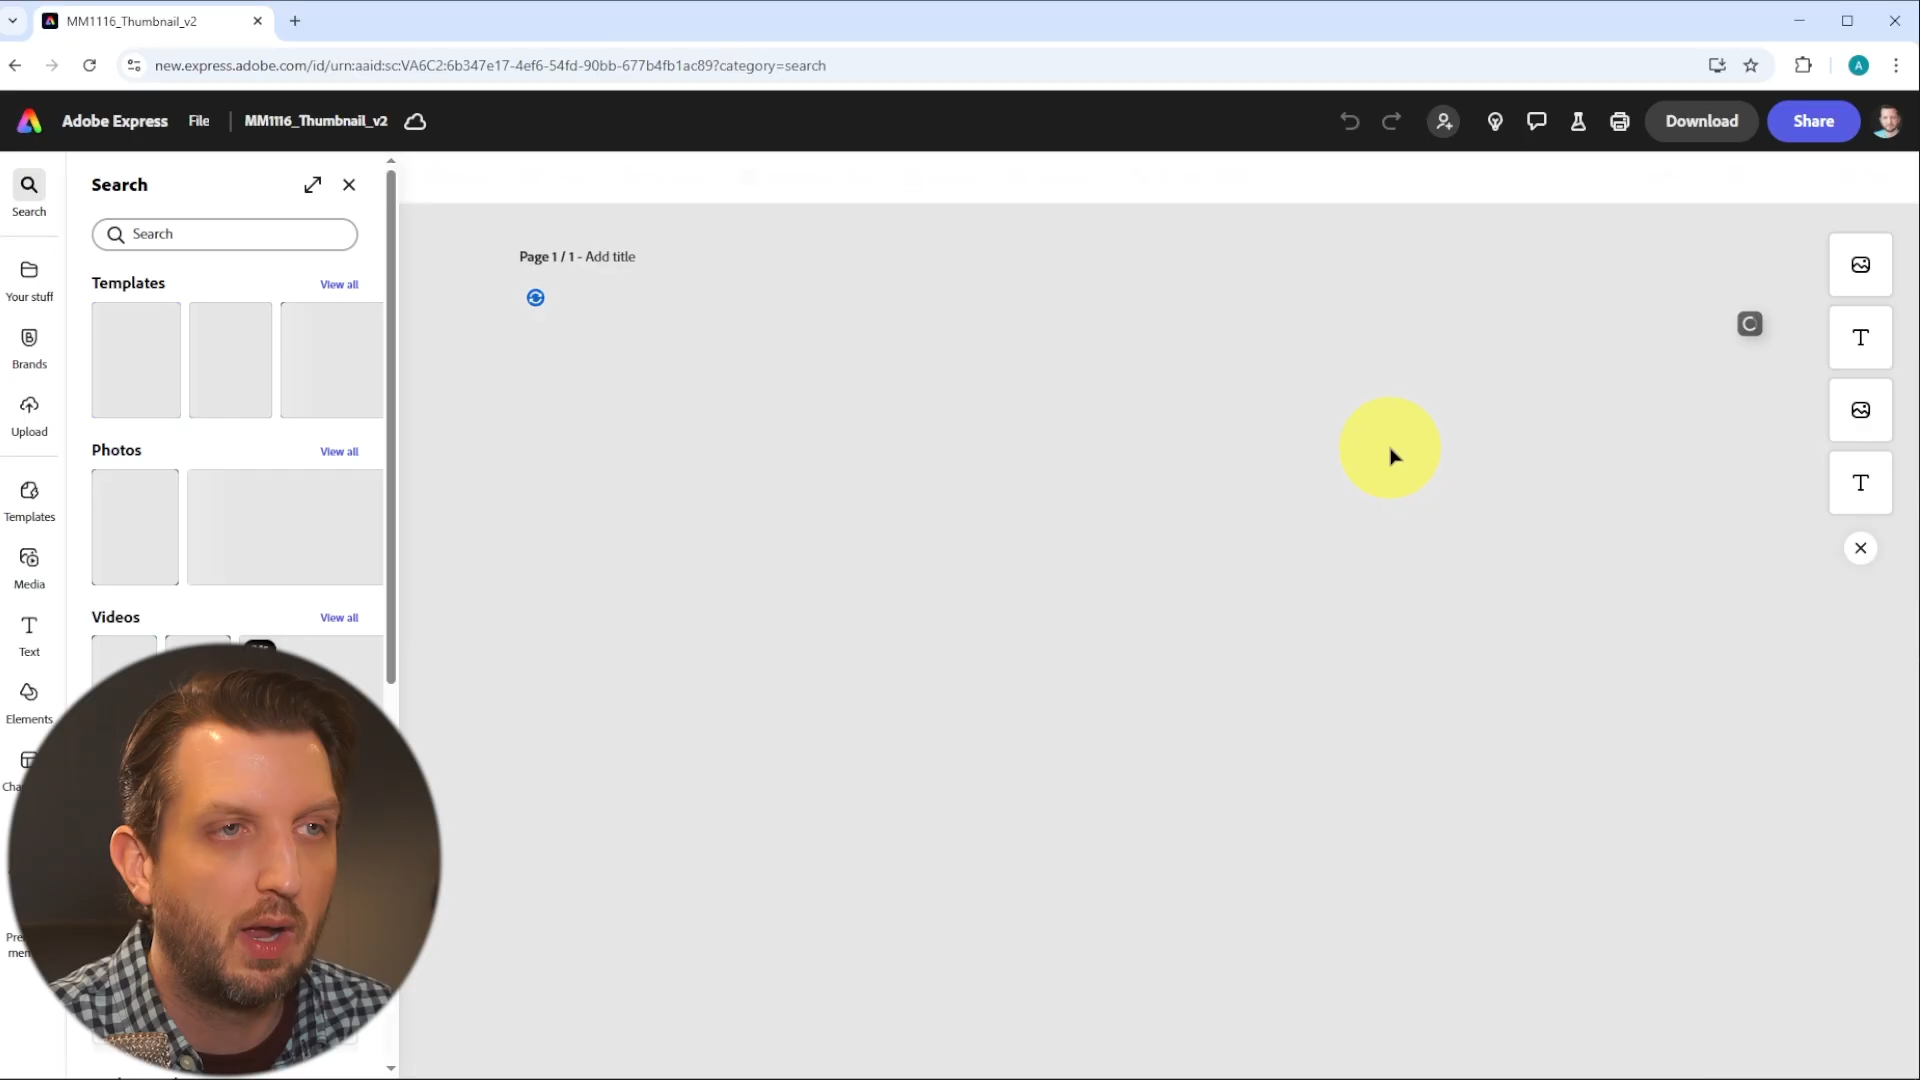 MM1116_Thumbnail_v2
new.express.adobe.com/id/urn:aaid:sc:VA6C2:6b347e17-4ef6-54fd-90bb-677b4fb1ac89?category=search
A
Adobe Express
File
MM1116_Thumbnail_v2
Download
Share
Search
Your stuff
Brands
Upload
Templates
Media
Text
Elements
Search
Search
Templates
View all
Photos
View all
Videos
View all
Page 1 / 1 - Add title